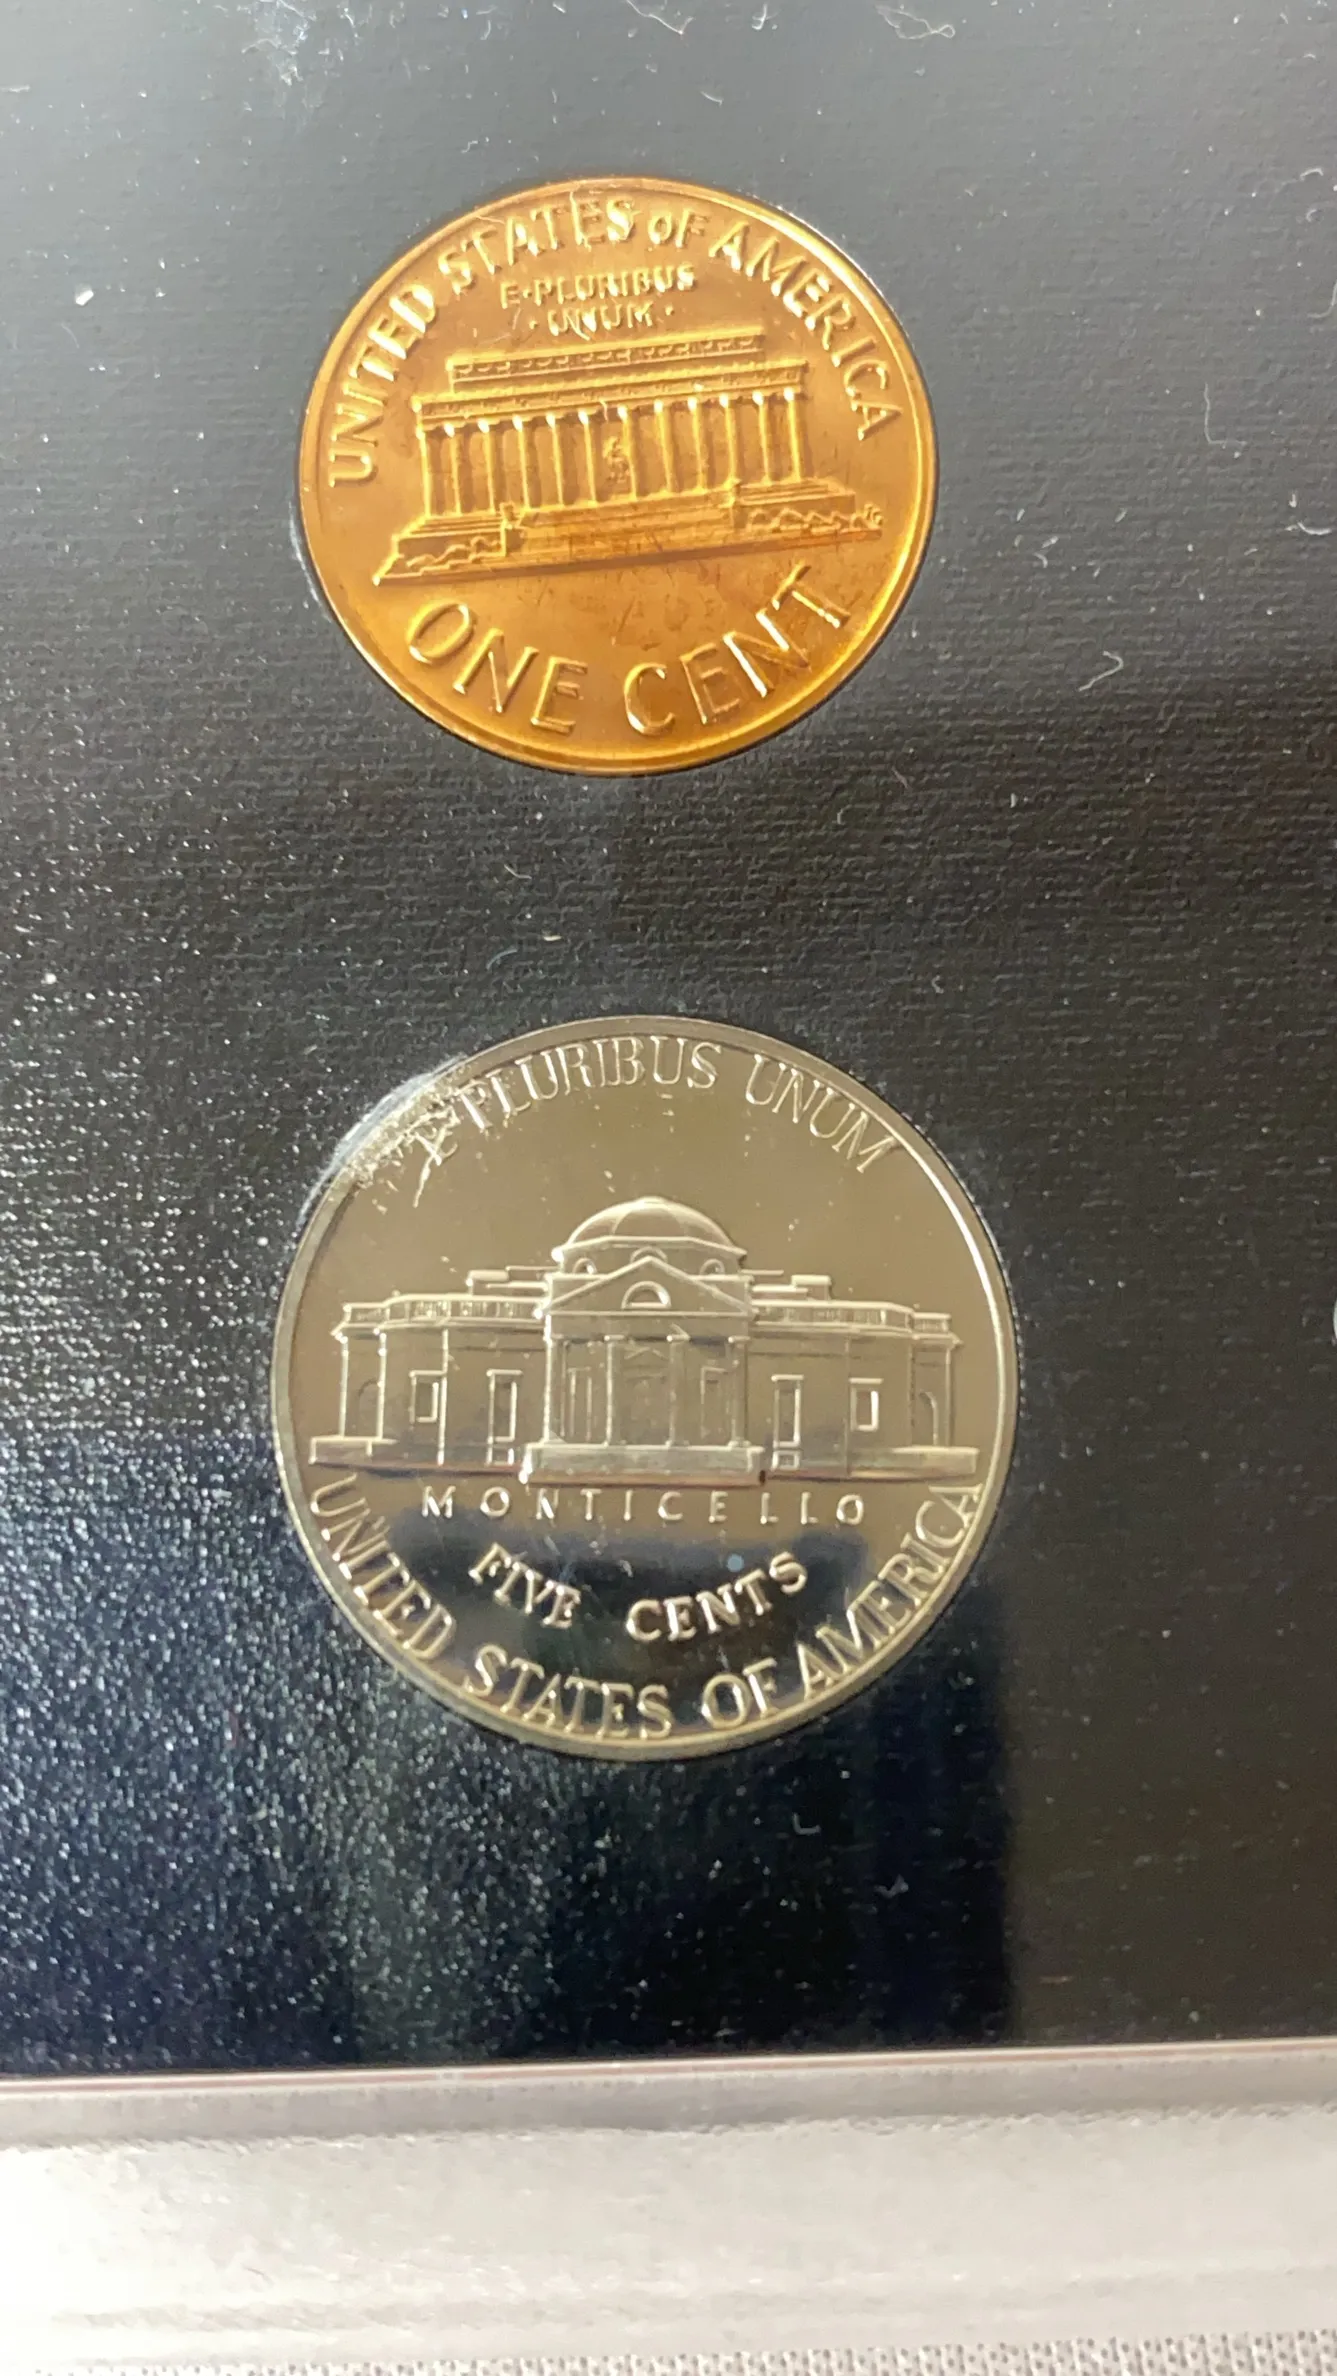 UNITED STATES OF AMERICA
E·PLURIBUS
·UNUM·
ONE CENT
E PLURIBUS UNUM
MONTICELLO
FIVE CENTS
UNITED STATES OF AMERICA